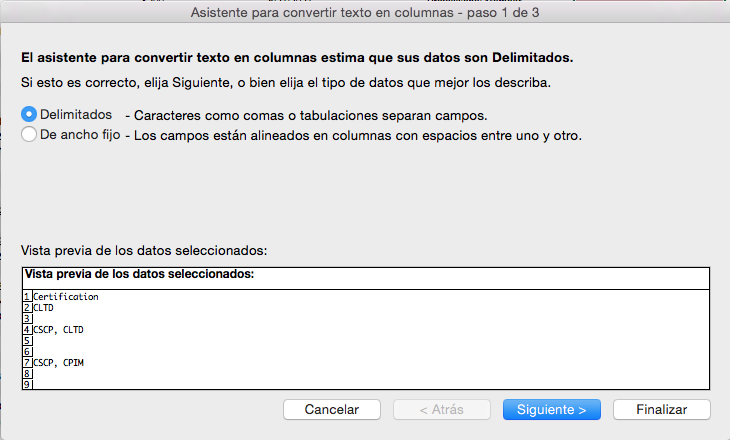 Asistente para convertir texto en columnas - paso 1 de 3
El asistente para convertir texto en columnas estima que sus datos son Delimitados.
Si esto es correcto, elija Siguiente, o bien elija el tipo de datos que mejor los describa.
Delimitados - Caracteres como comas o tabulaciones separan campos.
De ancho fijo - Los campos están alineados en columnas con espacios entre uno y otro.
Vista previa de los datos seleccionados:
Vista previa de los datos seleccionados:
1 Certification
2 CLTD
3
4 CSCP, CLTD
5
6
7 CSCP, CPIM
8
9
Cancelar < Atrás Siguiente > Finalizar